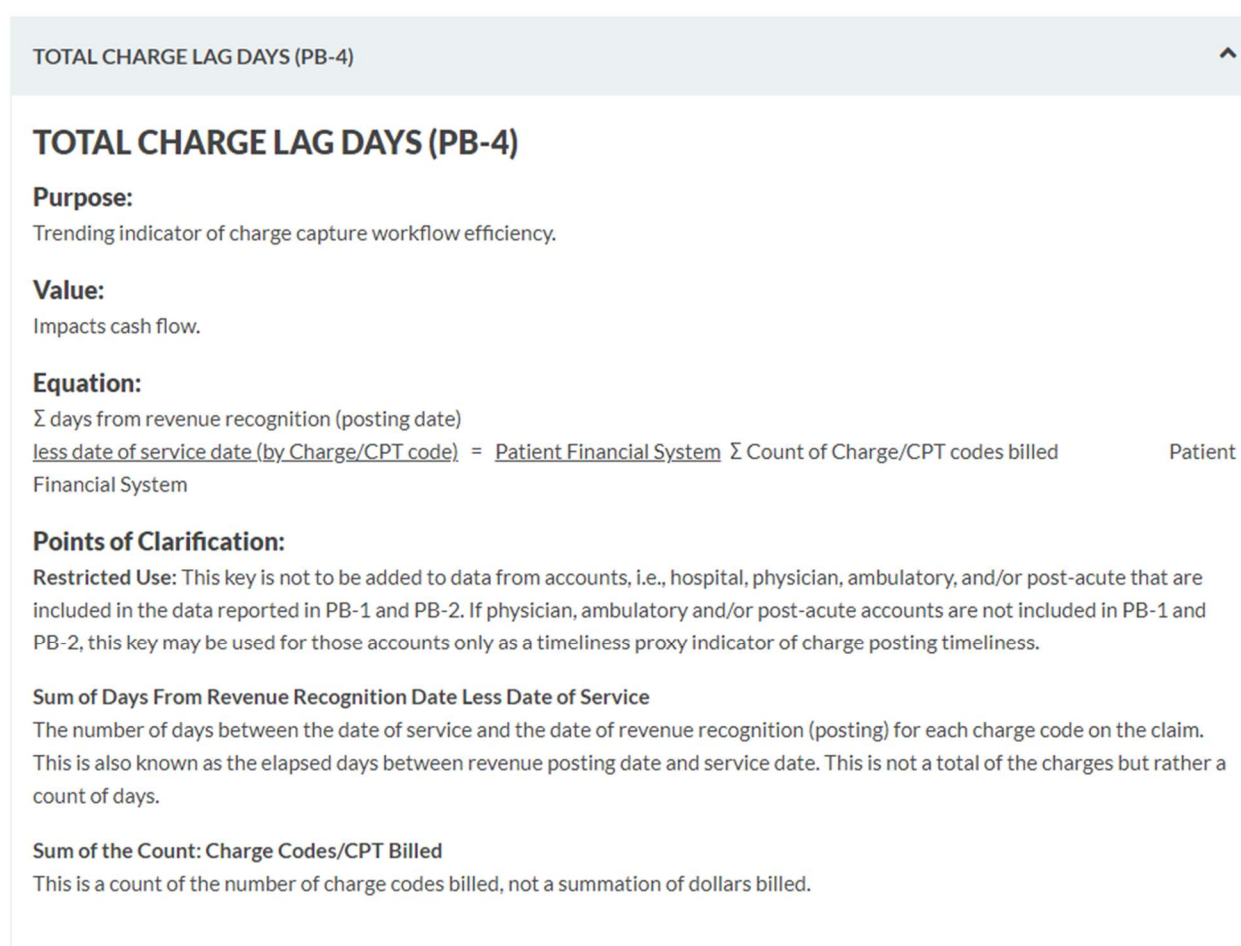 TOTAL CHARGE LAG DAYS (PB-4)
TOTAL CHARGE LAG DAYS (PB-4)
Purpose:
Trending indicator of charge capture workflow efficiency.
Value:
Impacts cash flow.
Equation:
Σ days from revenue recognition (posting date)
less date of service date (by Charge/CPT code) = Patient Financial System Σ Count of Charge/CPT codes billed Patient
Financial System
Points of Clarification:
Restricted Use: This key is not to be added to data from accounts, i.e., hospital, physician, ambulatory, and/or post-acute that are
included in the data reported in PB-1 and PB-2. If physician, ambulatory and/or post-acute accounts are not included in PB-1 and
PB-2, this key may be used for those accounts only as a timeliness proxy indicator of charge posting timeliness.
Sum of Days From Revenue Recognition Date Less Date of Service
The number of days between the date of service and the date of revenue recognition (posting) for each charge code on the claim.
This is also known as the elapsed days between revenue posting date and service date. This is not a total of the charges but rather a
count of days.
Sum of the Count: Charge Codes/CPT Billed
This is a count of the number of charge codes billed, not a summation of dollars billed.